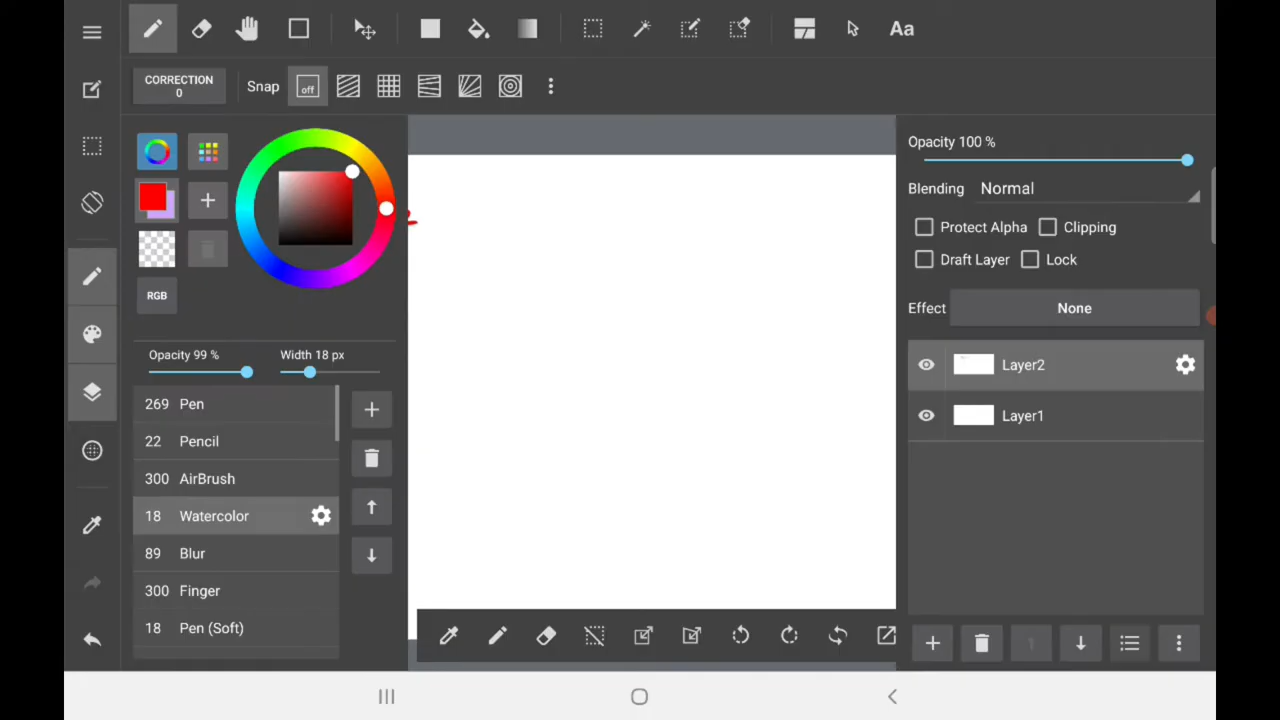 Aa
CORRECTION
0
Snap
off
RGB
Opacity 99 %
Width 18 px
269 Pen
22 Pencil
300 AirBrush
18 Watercolor
89 Blur
300 Finger
18 Pen (Soft)
Opacity 100 %
Blending Normal
Protect Alpha
Clipping
Draft Layer
Lock
Effect None
Layer2
Layer1